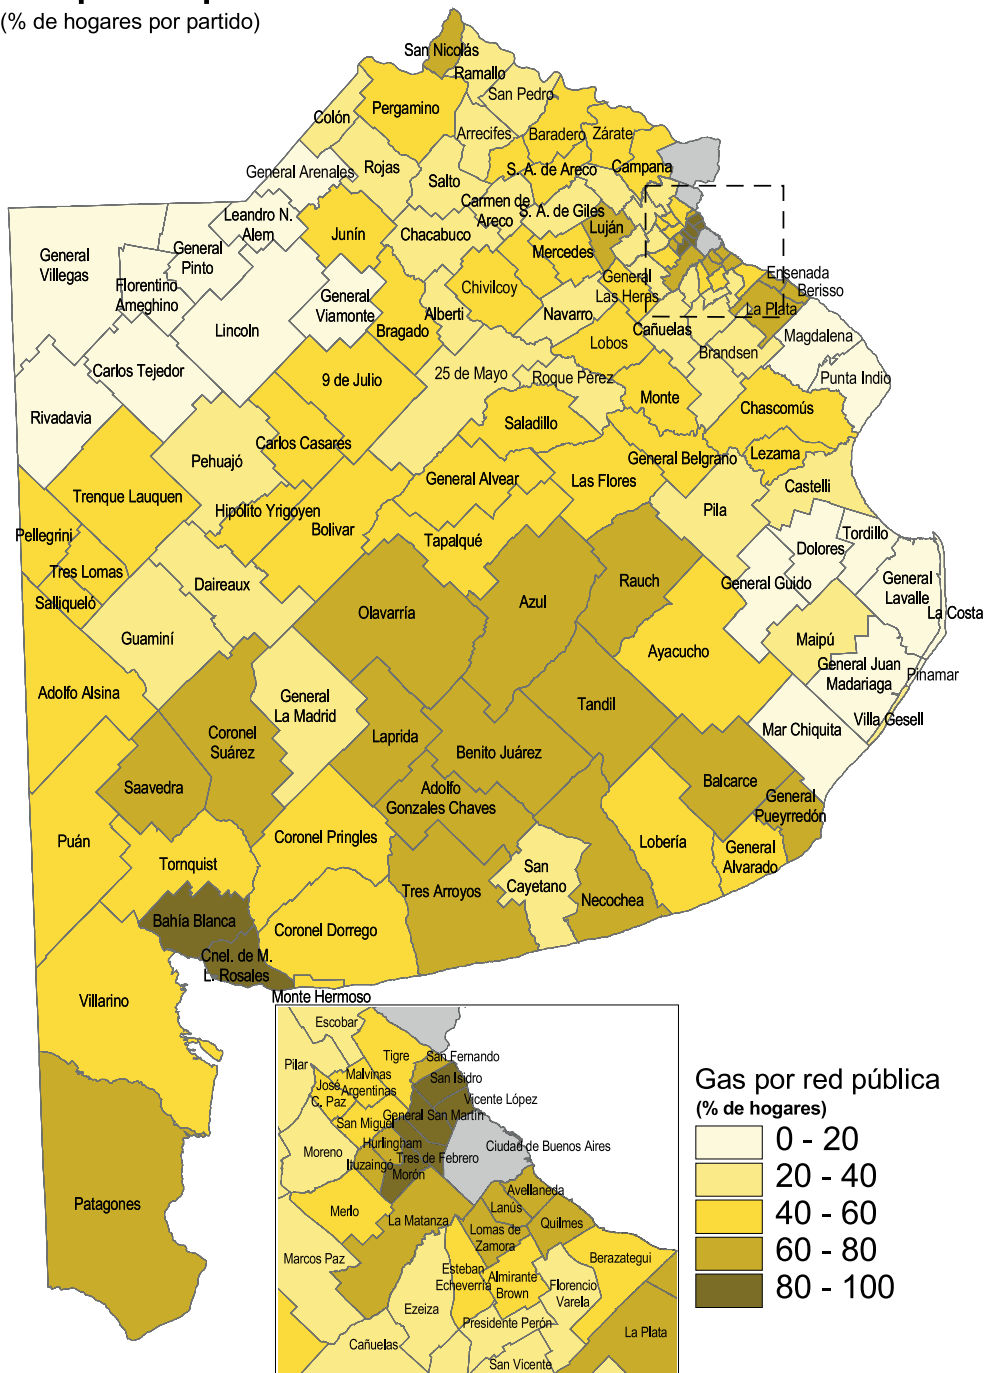 (% de hogares por partido)
San Nicolás
Ramallo
San Pedro
Colón
Pergamino
Arrecifes
Baradero
Zárate
General Arenales
Rojas
Salto
S. A. de Areco
Campana
Leandro N.
Alem
Junín
Chacabuco
Carmen de
Areco
S. A. de Giles
Luján
General
Villegas
General
Pinto
Florentino
Ameghino
Lincoln
General
Viamonte
Bragado
Alberti
Chivilcoy
Mercedes
General
Las Heras
Navarro
Ensenada
Berisso
La Plata
Cañuelas
Magdalena
Lobos
Brandsen
Carlos Tejedor
9 de Julio
25 de Mayo
Roque Pérez
Punta Indio
Rivadavia
Monte
Chascomús
Saladillo
Carlos Casares
Pehuajó
General Belgrano
Lezama
General Alvear
Las Flores
Castelli
Trenque Lauquen
Hipólito Yrigoyen
Bolivar
Pila
Pellegrini
Tapalqué
Dolores
Tordillo
Tres Lomas
Daireaux
Rauch
General Guido
General
Lavalle
Salliqueló
Olavarría
Azul
La Costa
Guaminí
Ayacucho
Maipú
General Juan
Madariaga
Pinamar
Adolfo Alsina
General
La Madrid
Tandil
Villa Gesell
Mar Chiquita
Coronel
Suárez
Laprida
Benito Juárez
Saavedra
Adolfo
Gonzales Chaves
Balcarce
General
Pueyrredón
Puán
Coronel Pringles
Lobería
General
Alvarado
Tornquist
San
Cayetano
Tres Arroyos
Necochea
Bahía Blanca
Coronel Dorrego
Cnel. de M.
L. Rosales
Villarino
Monte Hermoso
Patagones
Escobar
Pilar
Tigre
San Fernando
Malvinas
Argentinas
José
C. Paz
San Isidro
Vicente López
San Miguel
General San Martín
Moreno
Hurlingham
Ciudad de Buenos Aires
Ituzaingó
Tres de Febrero
Morón
Merlo
La Matanza
Avellaneda
Lanús
Quilmes
Lomas de
Zamora
Marcos Paz
Berazategui
Esteban
Echeverría
Almirante
Brown
Florencio
Varela
Ezeiza
Presidente Perón
La Plata
Cañuelas
San Vicente
Gas por red pública
(% de hogares)
0 - 20
20 - 40
40 - 60
60 - 80
80 - 100